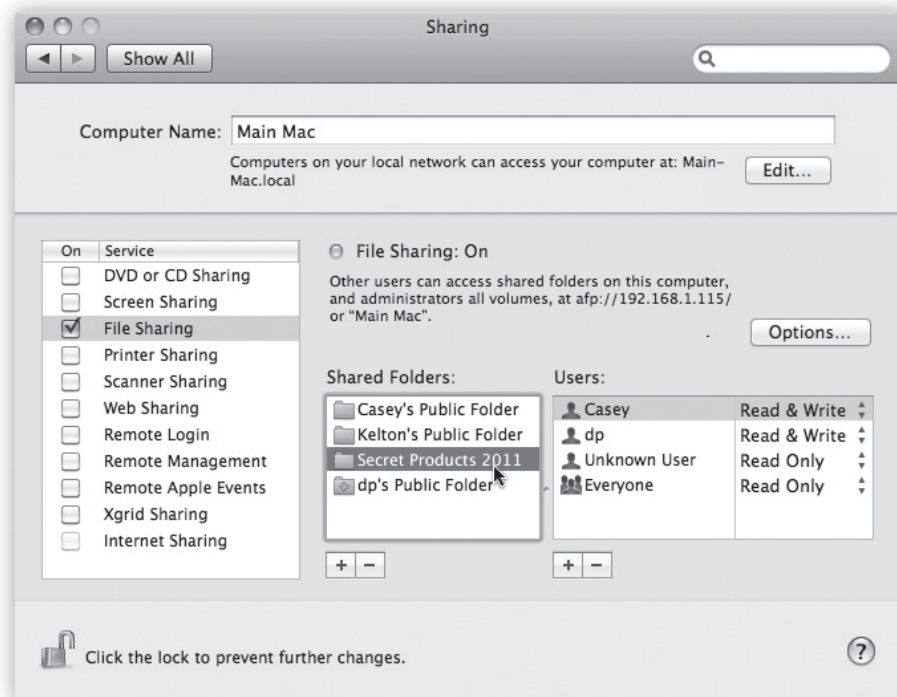 Sharing
Show All
Computer Name: Main Mac
Computers on your local network can access your computer at: Main-
Mac.local
Edit...
On Service
DVD or CD Sharing
Screen Sharing
File Sharing
Printer Sharing
Scanner Sharing
Web Sharing
Remote Login
Remote Management
Remote Apple Events
Xgrid Sharing
Internet Sharing
File Sharing: On
Other users can access shared folders on this computer,
and administrators all volumes, at afp://192.168.1.115/
or “Main Mac”.
Options...
Shared Folders:
Casey's Public Folder
Kelton's Public Folder
Secret Products 2011
dp's Public Folder
+ −
Users:
Casey Read & Write
dp Read & Write
Unknown User Read Only
Everyone Read Only
+ −
Click the lock to prevent further changes.
?